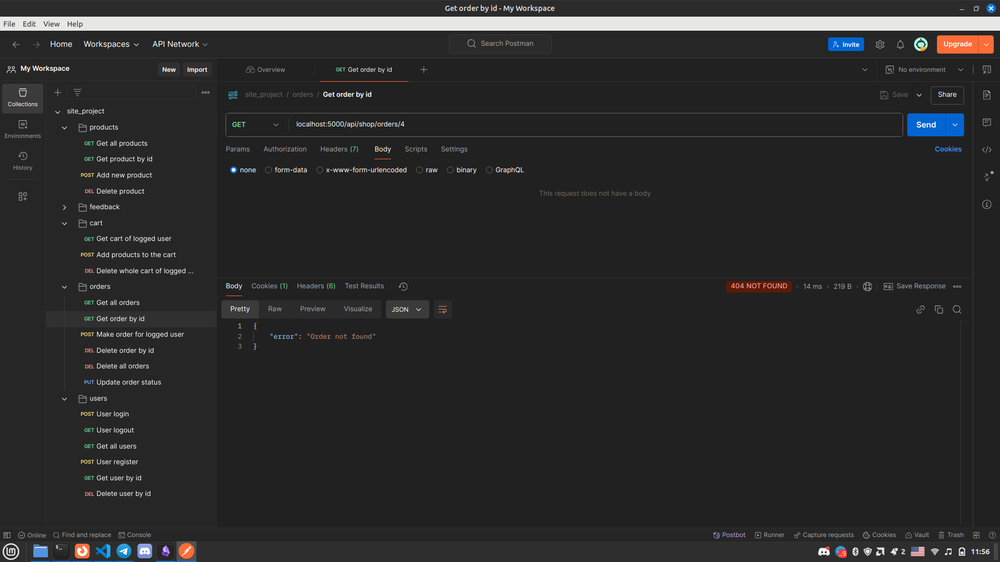 Get order by id - My Workspace
File Edit View Help
Home Workspaces API Network Search Postman Invite Upgrade
My Workspace New Import Overview GET Get order by id No environment
Collections
Environments
History
site_project
products
GET Get all products
GET Get product by id
POST Add new product
DEL Delete product
feedback
cart
GET Get cart of logged user
POST Add products to the cart
DEL Delete whole cart of logged ...
orders
GET Get all orders
GET Get order by id
POST Make order for logged user
DEL Delete order by id
DEL Delete all orders
PUT Update order status
users
POST User login
GET User logout
GET Get all users
POST User register
GET Get user by id
DEL Delete user by id
HTTP site_project / orders / Get order by id Save Share
GET localhost:5000/api/shop/orders/4 Send
Params Authorization Headers (7) Body Scripts Settings Cookies
none form-data x-www-form-urlencoded raw binary GraphQL
This request does not have a body
Body Cookies (1) Headers (6) Test Results 404 NOT FOUND 14 ms 219 B e.g. Save Response
Pretty Raw Preview Visualize JSON
1 {
2 "error": "Order not found"
3 }
Online Find and replace Console Postbot Runner Capture requests Cookies Vault Trash
$_ 9 2 11:56